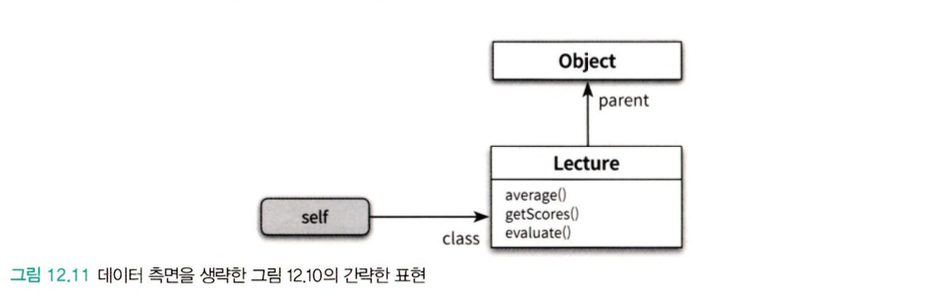 Object
parent
Lecture
average()
getScores()
evaluate()
self
class
그림 12.11 데이터 측면을 생략한 그림 12.10의 간략한 표현